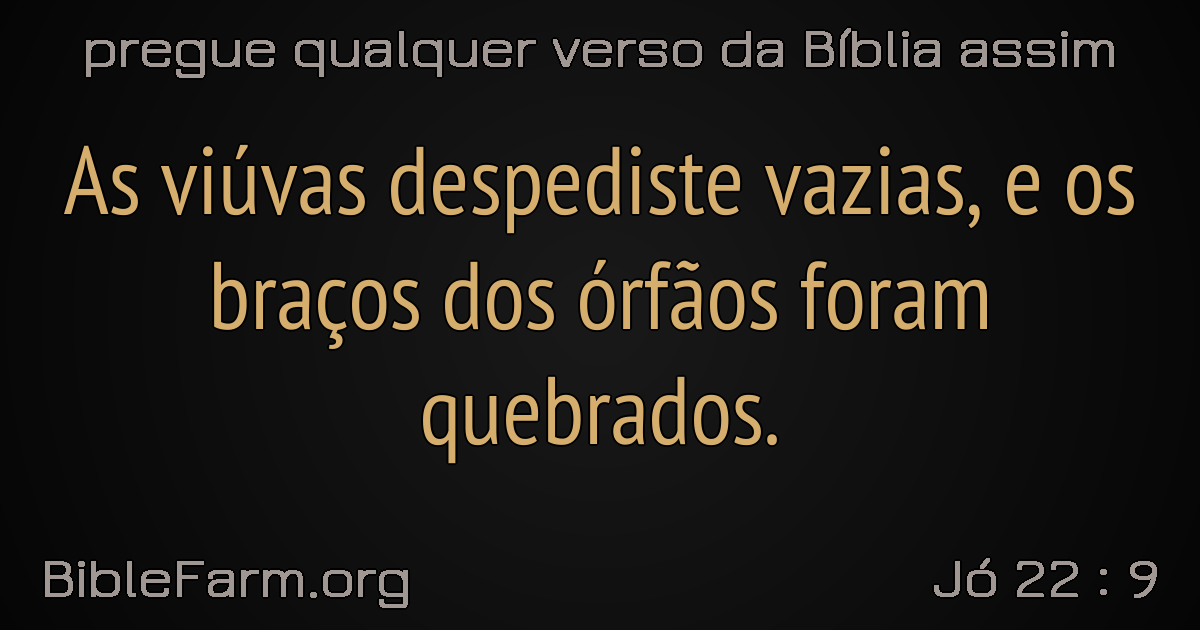 pregue qualquer verso da Bíblia assim
As viúvas despediste vazias, e os
braços dos órfãos foram
quebrados.
BibleFarm.org
Jó 22 : 9